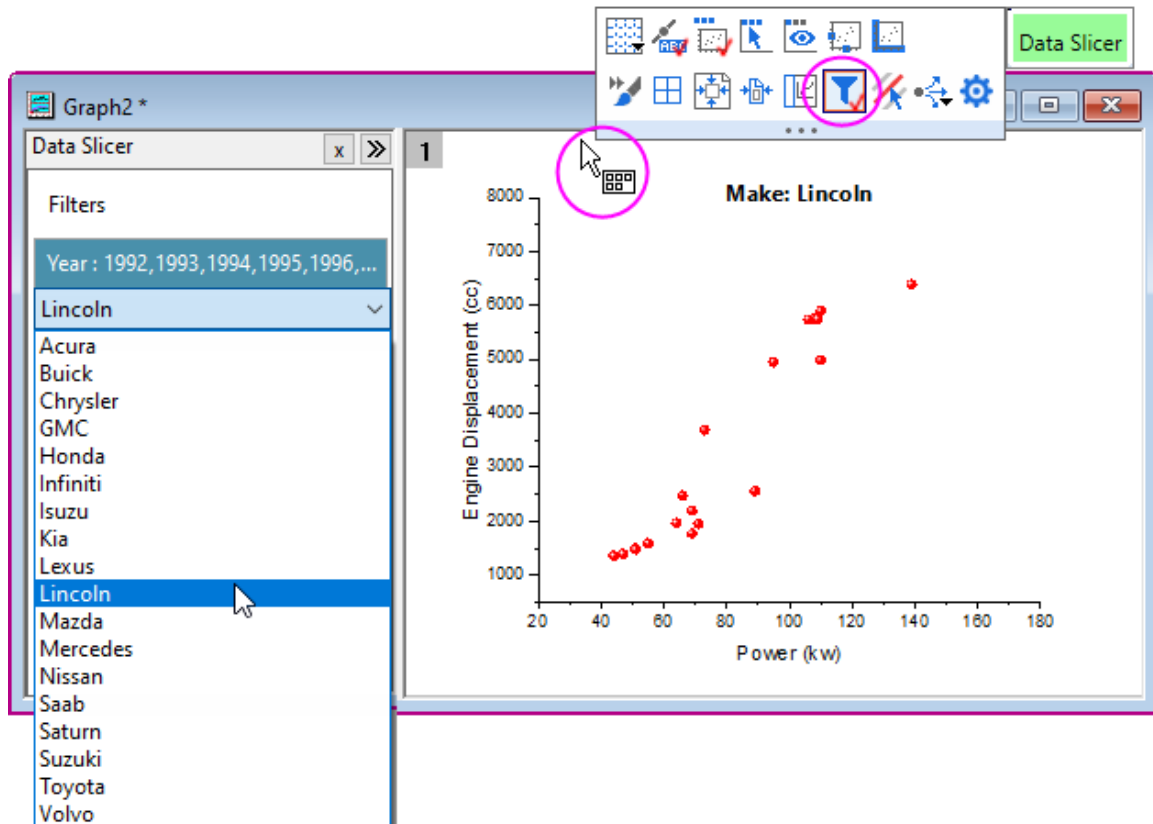 ABC
Data Slicer
Graph2 *
Data Slicer
x
1
Filters
Year : 1992,1993,1994,1995,1996,...
Lincoln
Acura
Buick
Chrysler
GMC
Honda
Infiniti
Isuzu
Kia
Lexus
Lincoln
Mazda
Mercedes
Nissan
Saab
Saturn
Suzuki
Toyota
Volvo
Make: Lincoln
Engine Displacement (cc)
8000
7000
6000
5000
4000
3000
2000
1000
20 40 60 80 100 120 140 160 180
Power (kw)